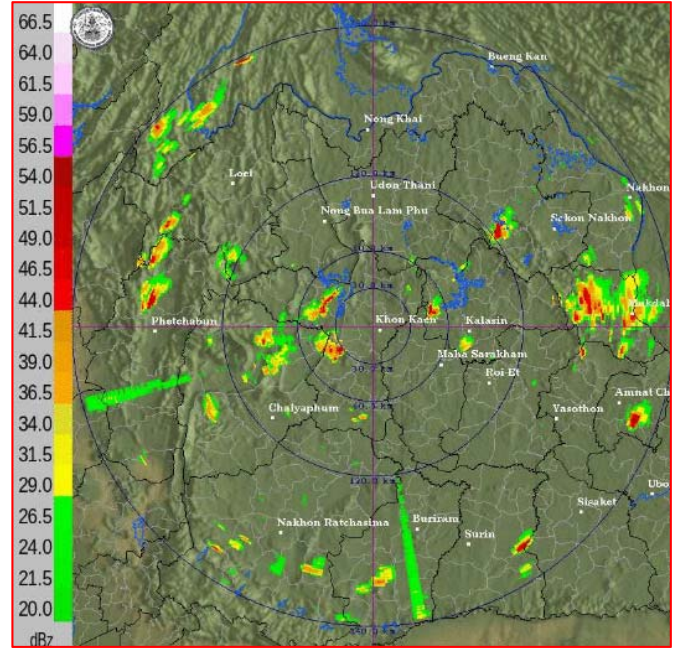 66.5
64.0
61.5
59.0
56.5
54.0
51.5
49.0
46.5
44.0
41.5
39.0
36.5
34.0
31.5
29.0
26.5
24.0
21.5
20.0
dBz
Bueng Kan
Nong Khai
Loei
Udon Thani
Nakhon
Nong Bua Lam Phu
Sakon Nakhon
Phetchabun
Khon Kaen
Kalasin
Maha Sarakham
Roi-Et
Amnat Ch
Chaiyaphum
Yasothon
120.0 km
Ubo
Sisaket
Nakhon Ratchasima
Buriram
Surin